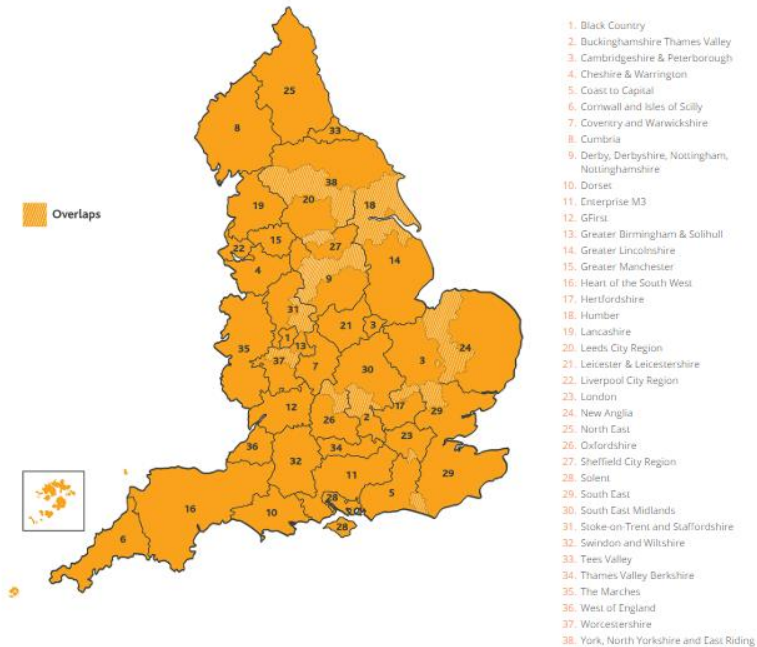 25
8
33
38
20
18
19
15
27
22
4
9
14
31
21
3
1
13
35
37
7
30
3
24
12
26
2
17
29
23
36
34
32
11
29
28
5
16
10
28
6
Overlaps
1. Black Country
2. Buckinghamshire Thames Valley
3. Cambridgeshire & Peterborough
4. Cheshire & Warrington
5. Coast to Capital
6. Cornwall and Isles of Scilly
7. Coventry and Warwickshire
8. Cumbria
9. Derby, Derbyshire, Nottingham,
Nottinghamshire
10. Dorset
11. Enterprise M3
12. GFirst
13. Greater Birmingham & Solihull
14. Greater Lincolnshire
15. Greater Manchester
16. Heart of the South West
17. Hertfordshire
18. Humber
19. Lancashire
20. Leeds City Region
21. Leicester & Leicestershire
22. Liverpool City Region
23. London
24. New Anglia
25. North East
26. Oxfordshire
27. Sheffield City Region
28. Solent
29. South East
30. South East Midlands
31. Stoke-on-Trent and Staffordshire
32. Swindon and Wiltshire
33. Tees Valley
34. Thames Valley Berkshire
35. The Marches
36. West of England
37. Worcestershire
38. York, North Yorkshire and East Riding